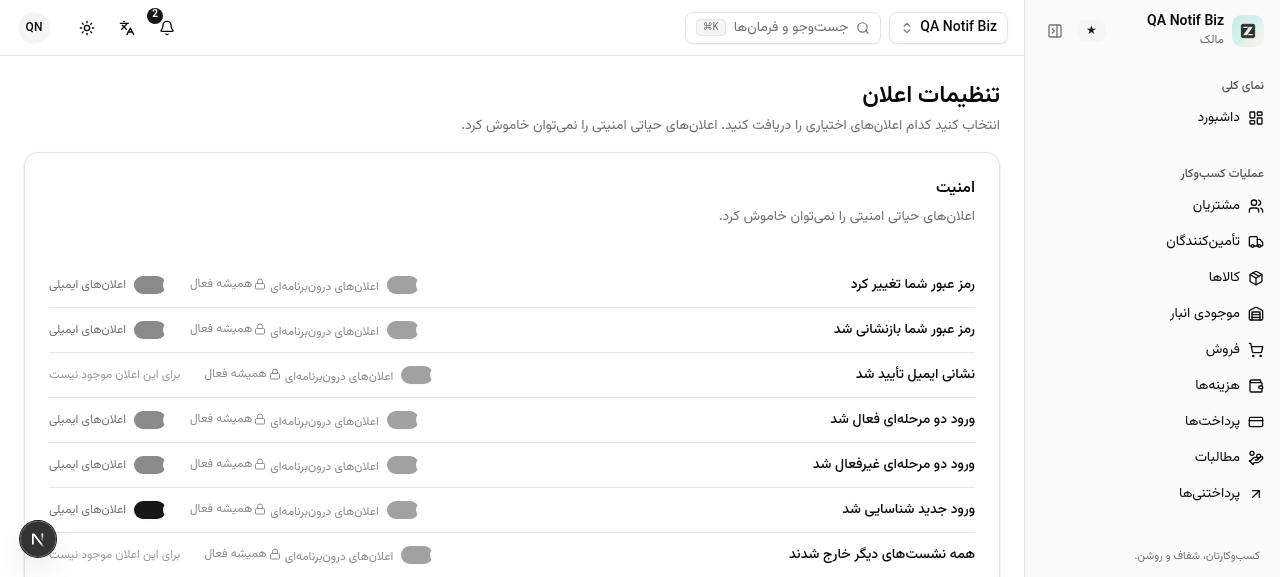 QA Notif Biz
مالک
★
نمای کلی
داشبورد
عملیات کسب‌وکار
مشتریان
تأمین‌کنندگان
کالاها
موجودی انبار
فروش
هزینه‌ها
پرداخت‌ها
مطالبات
پرداختنی‌ها
کسب‌وکارتان، شفاف و روشن.
QA Notif Biz
جست‌وجو و فرمان‌ها ⌘K
2
QN
تنظیمات اعلان
انتخاب کنید کدام اعلان‌های اختیاری را دریافت کنید. اعلان‌های حیاتی امنیتی را نمی‌توان خاموش کرد.
امنیت
اعلان‌های حیاتی امنیتی را نمی‌توان خاموش کرد.
رمز عبور شما تغییر کرد اعلان‌های درون‌برنامه‌ای همیشه فعال اعلان‌های ایمیلی
رمز عبور شما بازنشانی شد اعلان‌های درون‌برنامه‌ای همیشه فعال اعلان‌های ایمیلی
نشانی ایمیل تأیید شد اعلان‌های درون‌برنامه‌ای همیشه فعال برای این اعلان موجود نیست
ورود دو مرحله‌ای فعال شد اعلان‌های درون‌برنامه‌ای همیشه فعال اعلان‌های ایمیلی
ورود دو مرحله‌ای غیرفعال شد اعلان‌های درون‌برنامه‌ای همیشه فعال اعلان‌های ایمیلی
ورود جدید شناسایی شد اعلان‌های درون‌برنامه‌ای همیشه فعال اعلان‌های ایمیلی
همه نشست‌های دیگر خارج شدند اعلان‌های درون‌برنامه‌ای همیشه فعال برای این اعلان موجود نیست
N